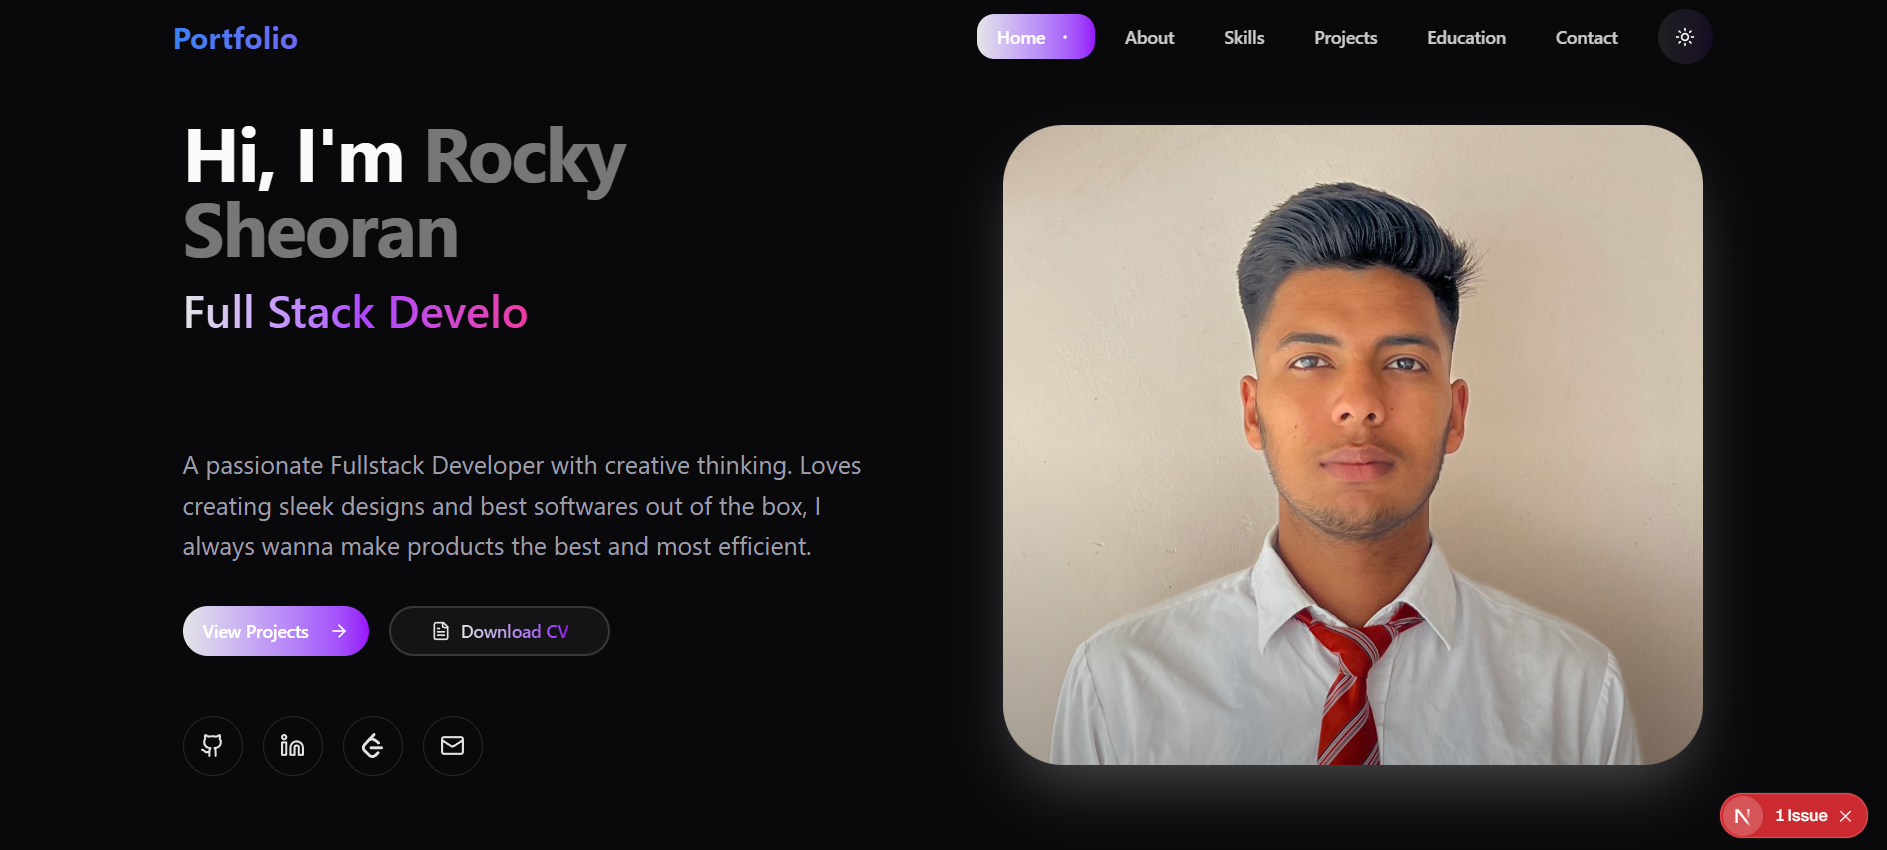 Portfolio
Home
About
Skills
Projects
Education
Contact
Hi, I'm Rocky
Sheoran
Full Stack Develo
A passionate Fullstack Developer with creative thinking. Loves
creating sleek designs and best softwares out of the box, I
always wanna make products the best and most efficient.
View Projects
Download CV
N
1 Issue